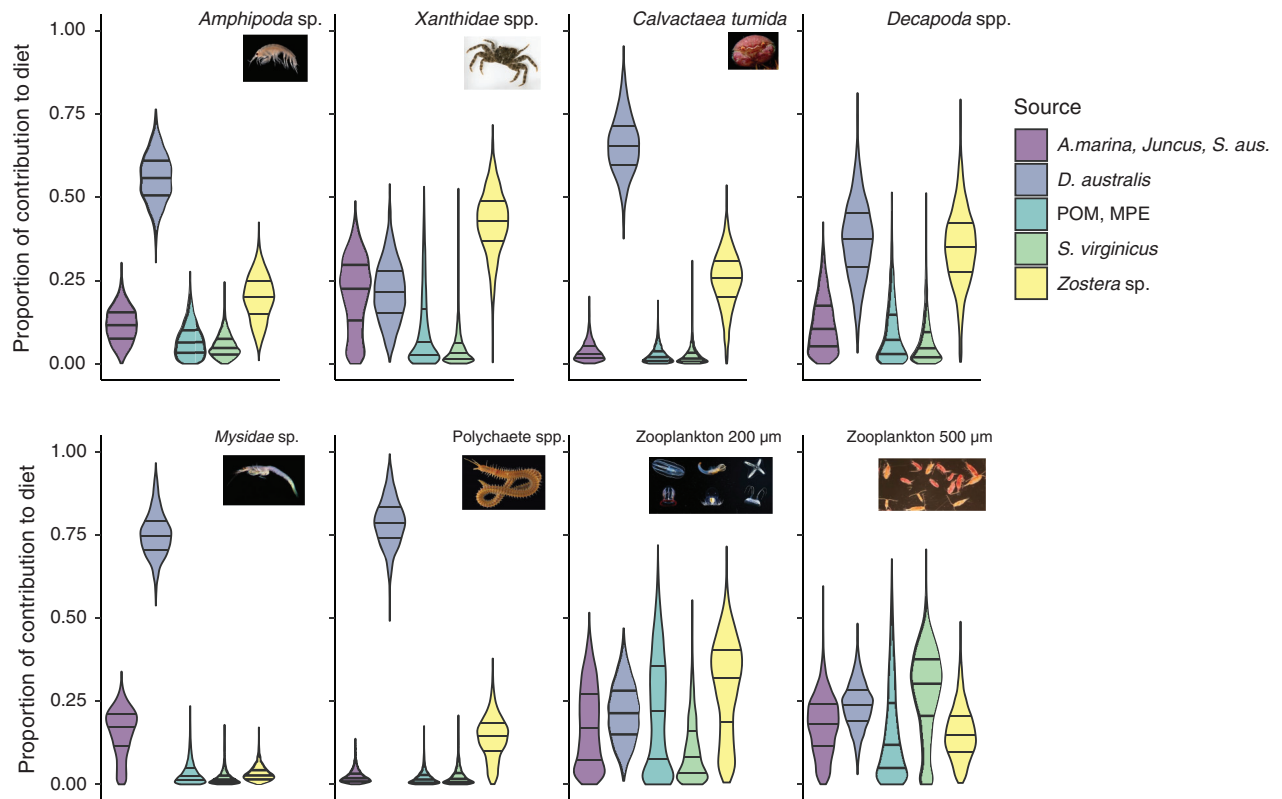 Amphipoda sp.
Xanthidae spp.
Calvactaea tumida
Decapoda spp.
Proportion of contribution to diet
1.00
0.75
0.50
0.25
0.00
Source
A.marina, Juncus, S. aus.
D. australis
POM, MPE
S. virginicus
Zostera sp.
Mysidae sp.
Polychaete spp.
Zooplankton 200 µm
Zooplankton 500 µm
Proportion of contribution to diet
1.00
0.75
0.50
0.25
0.00